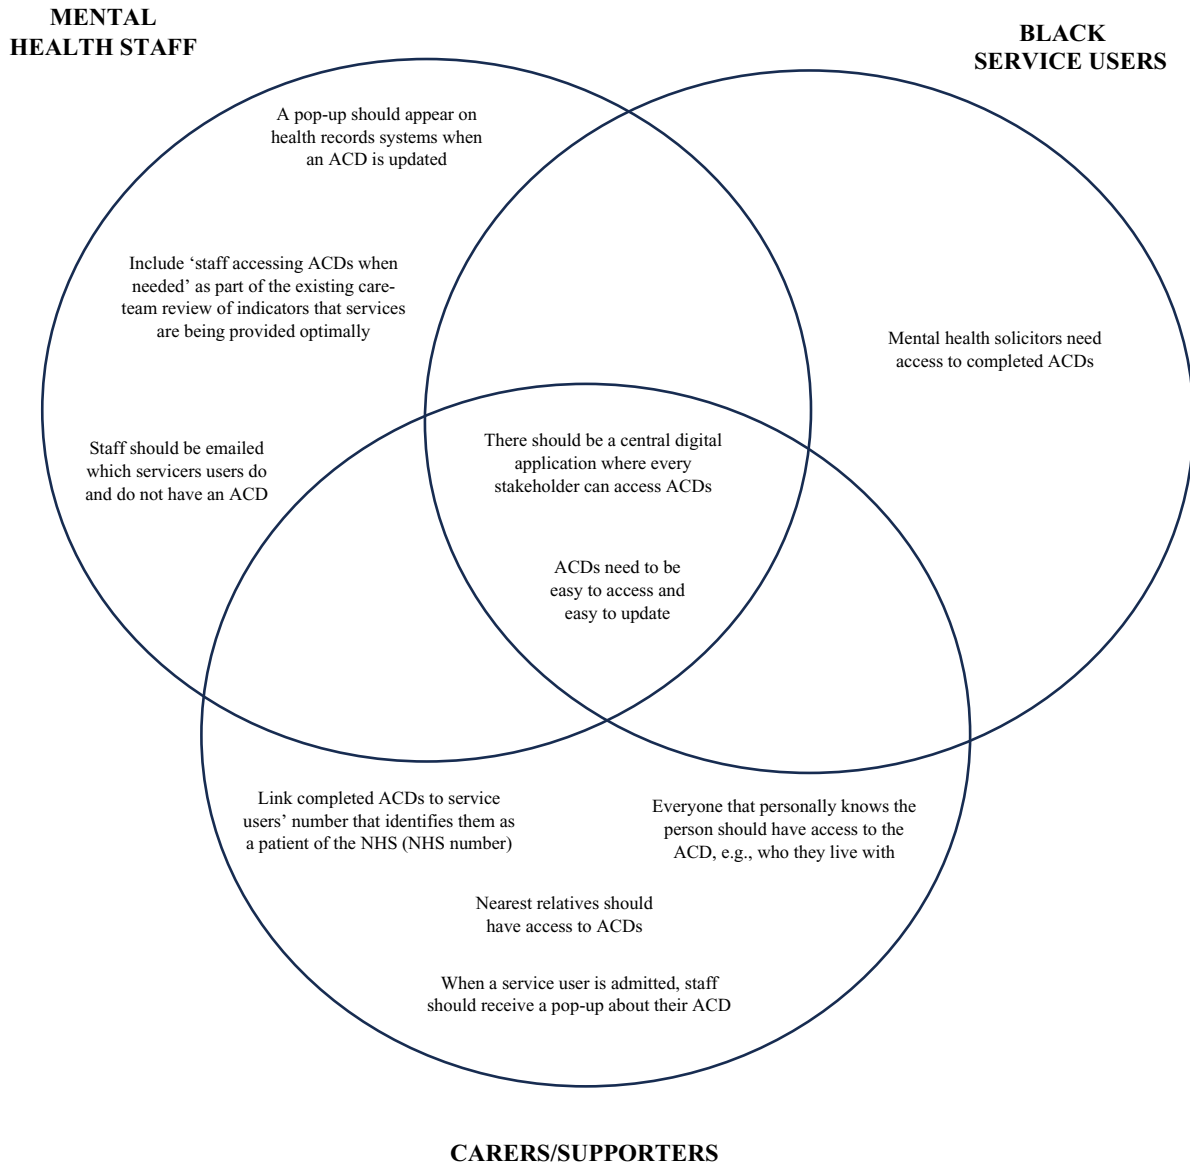 MENTAL
HEALTH STAFF
BLACK
SERVICE USERS
A pop-up should appear on
health records systems when
an ACD is updated
Include ‘staff accessing ACDs when
needed’ as part of the existing care-
team review of indicators that services
are being provided optimally
Mental health solicitors need
access to completed ACDs
Staff should be emailed
which servicers users do
and do not have an ACD
There should be a central digital
application where every
stakeholder can access ACDs
ACDs need to be
easy to access and
easy to update
Link completed ACDs to service
users’ number that identifies them as
a patient of the NHS (NHS number)
Everyone that personally knows the
person should have access to the
ACD, e.g., who they live with
Nearest relatives should
have access to ACDs
When a service user is admitted, staff
should receive a pop-up about their ACD
CARERS/SUPPORTERS